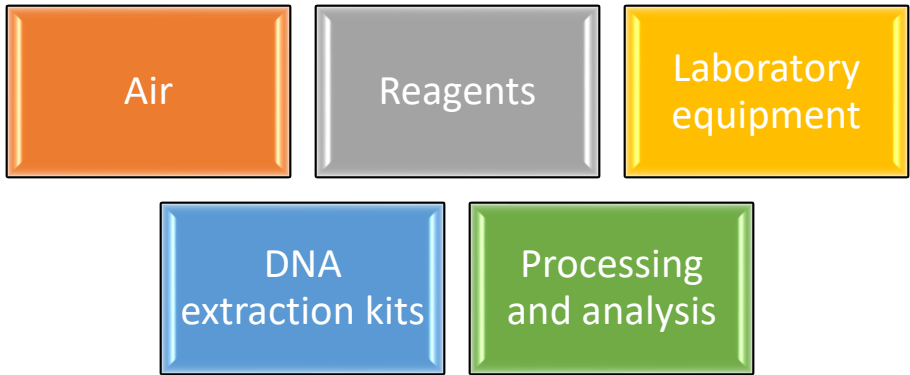 Air
Reagents
Laboratory
equipment
DNA
extraction kits
Processing
and analysis